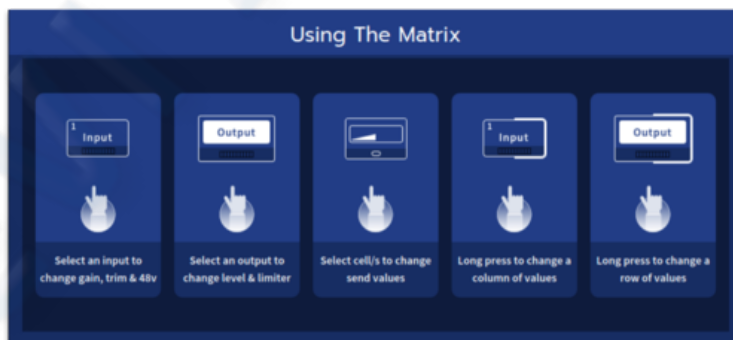 Using The Matrix
1
Input
Output
1
Input
Output
Select an input to
change gain, trim & 48v
Select an output to
change level & limiter
Select cell/s to change
send values
Long press to change a
column of values
Long press to change a
row of values